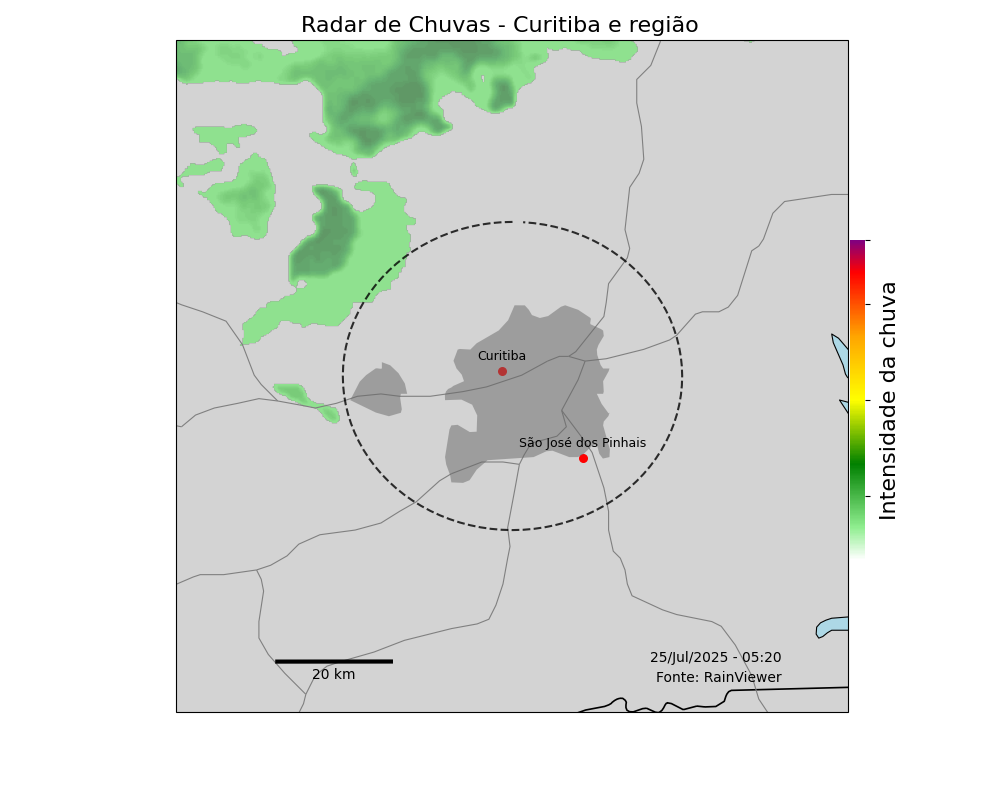 Radar de Chuvas - Curitiba e região
Curitiba
São José dos Pinhais
Intensidade da chuva
20 km
25/Jul/2025 - 05:20
Fonte: RainViewer